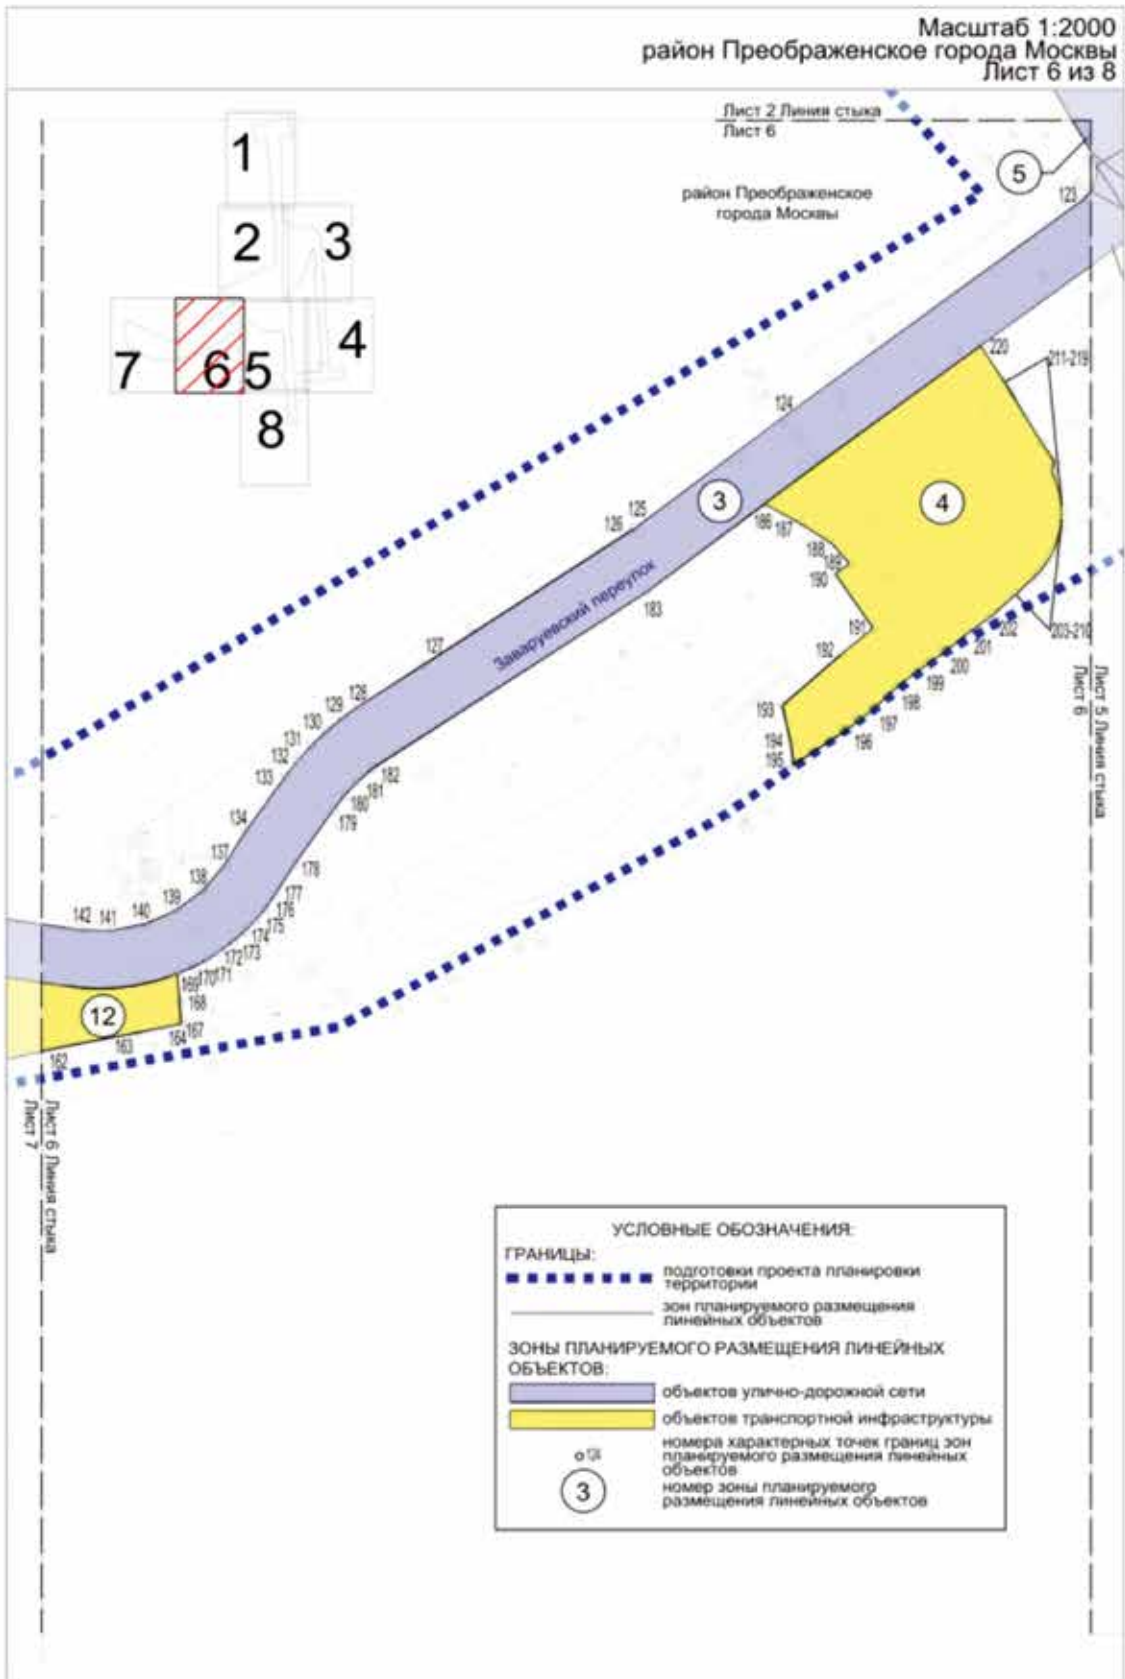 Масштаб 1:2000
район Преображенское города Москвы
Лист 6 из 8
Лист 2 Линия стыка
Лист 6
1
5
район Преображенское
города Москвы
123
2
3
7
6
5
4
8
220
211-219
124
3
4
125
126
186
187
188
189
190
Заваруевский переулок
183
127
191
192
202
203-210
201
200
199
198
197
196
193
194
195
Лист 5 Линия стыка
Лист 6
128
129
130
131
132
133
134
137
138
139
140
141
142
182
181
180
179
178
177
176
175
174
173
172
171
170
169
168
167
164
163
162
12
Лист 6 Линия стыка
Лист 7
УСЛОВНЫЕ ОБОЗНАЧЕНИЯ:
ГРАНИЦЫ:
подготовки проекта планировки
территории
зон планируемого размещения
линейных объектов
ЗОНЫ ПЛАНИРУЕМОГО РАЗМЕЩЕНИЯ ЛИНЕЙНЫХ
ОБЪЕКТОВ:
объектов улично-дорожной сети
объектов транспортной инфраструктуры
124
номера характерных точек границ зон
планируемого размещения линейных
объектов
3
номер зоны планируемого
размещения линейных объектов